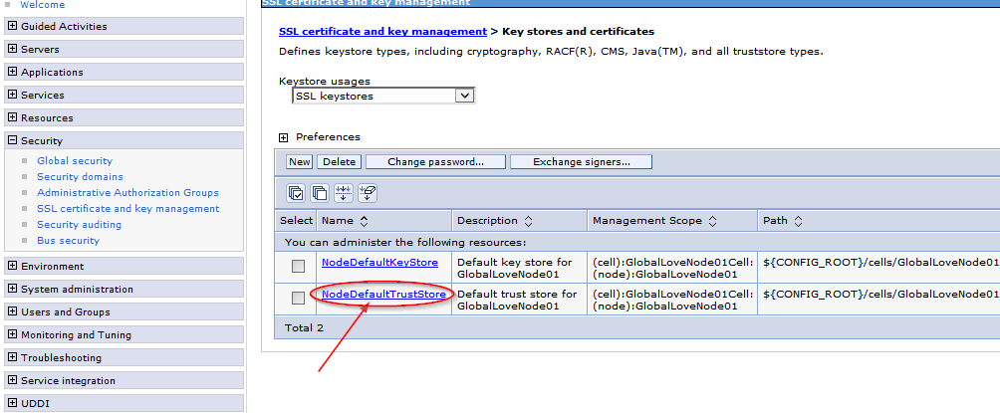 Welcome
Guided Activities
Servers
Applications
Services
Resources
Security
Global security
Security domains
Administrative Authorization Groups
SSL certificate and key management
Security auditing
Bus security
Environment
System administration
Users and Groups
Monitoring and Tuning
Troubleshooting
Service integration
UDDI
SSL certificate and key management
SSL certificate and key management > Key stores and certificates
Defines keystore types, including cryptography, RACF(R), CMS, Java(TM), and all truststore types.
Keystore usages
SSL keystores
Preferences
New Delete Change password... Exchange signers...
Select Name Description Management Scope Path
You can administer the following resources:
NodeDefaultKeyStore Default key store for (cell):GlobalLoveNode01Cell: ${CONFIG_ROOT}/cells/GlobalLoveNode01
GlobalLoveNode01 (node):GlobalLoveNode01
NodeDefaultTrustStore Default trust store for (cell):GlobalLoveNode01Cell: ${CONFIG_ROOT}/cells/GlobalLoveNode01
GlobalLoveNode01 (node):GlobalLoveNode01
Total 2